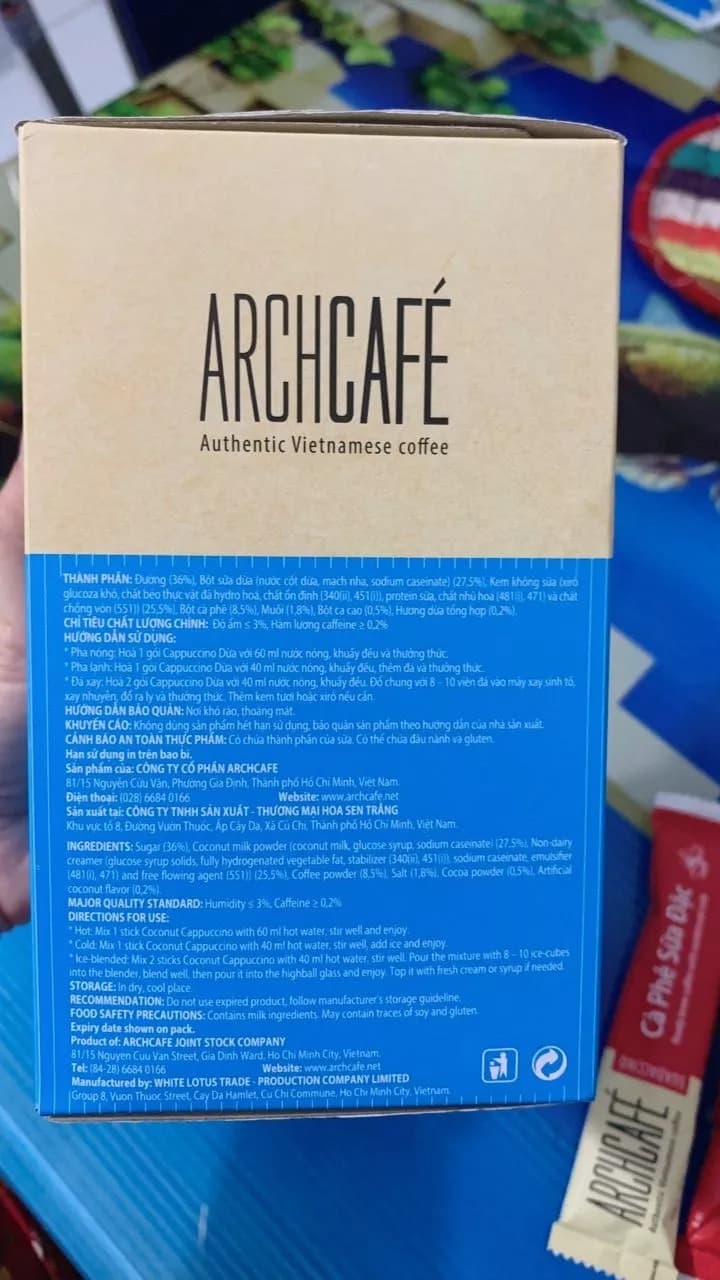 ARCHCAFÉ
Authentic Vietnamese coffee
THÀNH PHẦN: Đường (36%), Bột sữa dừa (nước cốt dừa, mạch nha, sodium caseinate) (27,5%), Kem không sữa (xirô
glucoza khô, chất béo thực vật đã hydro hoá, chất ổn định (340(ii), 451(i)), protein sữa, chất nhũ hoá (481(i), 471) và chất
chống vón (551)) (25,5%), Bột cà phê (8,5%), Muối (1,8%), Bột ca cao (0,5%), Hương dừa tổng hợp (0,2%).
CHỈ TIÊU CHẤT LƯỢNG CHÍNH: Độ ẩm ≤ 3%, Hàm lượng caffeine ≥ 0,2%
HƯỚNG DẪN SỬ DỤNG:
* Pha nóng: Hoà 1 gói Cappuccino Dừa với 60 ml nước nóng, khuấy đều và thưởng thức.
* Pha lạnh: Hoà 1 gói Cappuccino Dừa với 40 ml nước nóng, khuấy đều, thêm đá và thưởng thức.
* Đá xay: Hoà 2 gói Cappuccino Dừa với 40 ml nước nóng, khuấy đều. Đổ chung với 8 - 10 viên đá vào máy xay sinh tố,
xay nhuyễn, đổ ra ly và thưởng thức. Thêm kem tươi hoặc xirô nếu cần.
HƯỚNG DẪN BẢO QUẢN: Nơi khô ráo, thoáng mát.
KHUYẾN CÁO: Không dùng sản phẩm hết hạn sử dụng, bảo quản sản phẩm theo hướng dẫn của nhà sản xuất.
CẢNH BÁO AN TOÀN THỰC PHẨM: Có chứa thành phần của sữa. Có thể chứa đậu nành và gluten.
Hạn sử dụng in trên bao bì.
Sản phẩm của: CÔNG TY CỔ PHẦN ARCHCAFE
81/15 Nguyễn Cửu Vân, Phường Gia Định, Thành phố Hồ Chí Minh, Việt Nam.
Điện thoại: (028) 6684 0166 Website: www.archcafe.net
Sản xuất tại: CÔNG TY TNHH SẢN XUẤT - THƯƠNG MẠI HOA SEN TRẮNG
Khu vực tổ 8, Đường Vườn Thuốc, Ấp Cây Da, Xã Củ Chi, Thành phố Hồ Chí Minh, Việt Nam.
INGREDIENTS: Sugar (36%), Coconut milk powder (coconut milk, glucose syrup, sodium caseinate) (27.5%), Non-dairy
creamer (glucose syrup solids, fully hydrogenated vegetable fat, stabilizer (340(ii), 451(i)), sodium caseinate, emulsifier
(481(i), 471) and free flowing agent (551)) (25,5%), Coffee powder (8,5%), Salt (1,8%), Cocoa powder (0,5%), Artificial
coconut flavor (0,2%).
MAJOR QUALITY STANDARD: Humidity ≤ 3%, Caffeine ≥ 0,2%
DIRECTIONS FOR USE:
* Hot: Mix 1 stick Coconut Cappuccino with 60 ml hot water, stir well and enjoy.
* Cold: Mix 1 stick Coconut Cappuccino with 40 ml hot water, stir well, add ice and enjoy.
* Ice-blended: Mix 2 sticks Coconut Cappuccino with 40 ml hot water, stir well. Pour the mixture with 8 - 10 ice-cubes
into the blender, blend well, then pour it into the highball glass and enjoy. Top it with fresh cream or syrup if needed.
STORAGE: In dry, cool place.
RECOMMENDATION: Do not use expired product, follow manufacturer's storage guideline.
FOOD SAFETY PRECAUTIONS: Contains milk ingredients. May contain traces of soy and gluten.
Expiry date shown on pack.
Product of: ARCHCAFE JOINT STOCK COMPANY
81/15 Nguyen Cuu Van Street, Gia Dinh Ward, Ho Chi Minh City, Vietnam.
Tel: (84-28) 6684 0166 Website: www.archcafe.net
Manufactured by: WHITE LOTUS TRADE - PRODUCTION COMPANY LIMITED
Group 8, Vuon Thuoc Street, Cay Da Hamlet, Cu Chi Commune, Ho Chi Minh City, Vietnam.
Cà Phê Sữa Đặc
ARCHCAFÉ
Authentic Vietnamese coffee